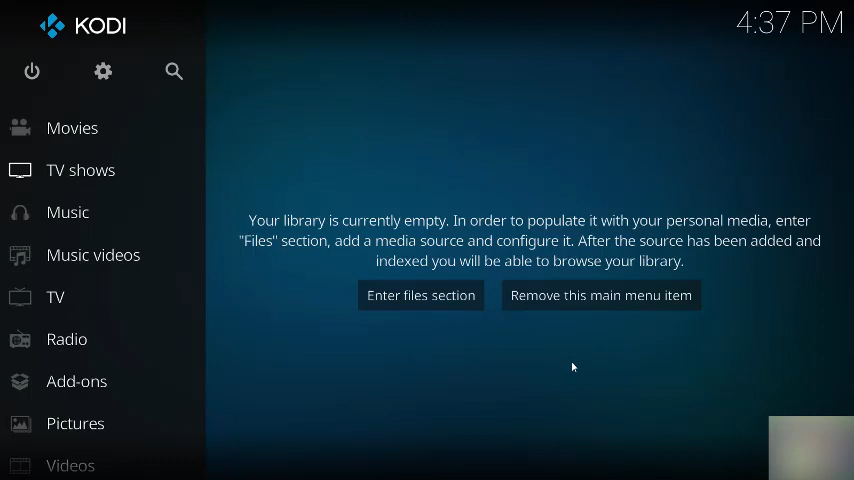 KODI
4:37 PM
Movies
TV shows
Music
Music videos
TV
Radio
Add-ons
Pictures
Videos
Your library is currently empty. In order to populate it with your personal media, enter
"Files" section, add a media source and configure it. After the source has been added and
indexed you will be able to browse your library.
Enter files section
Remove this main menu item